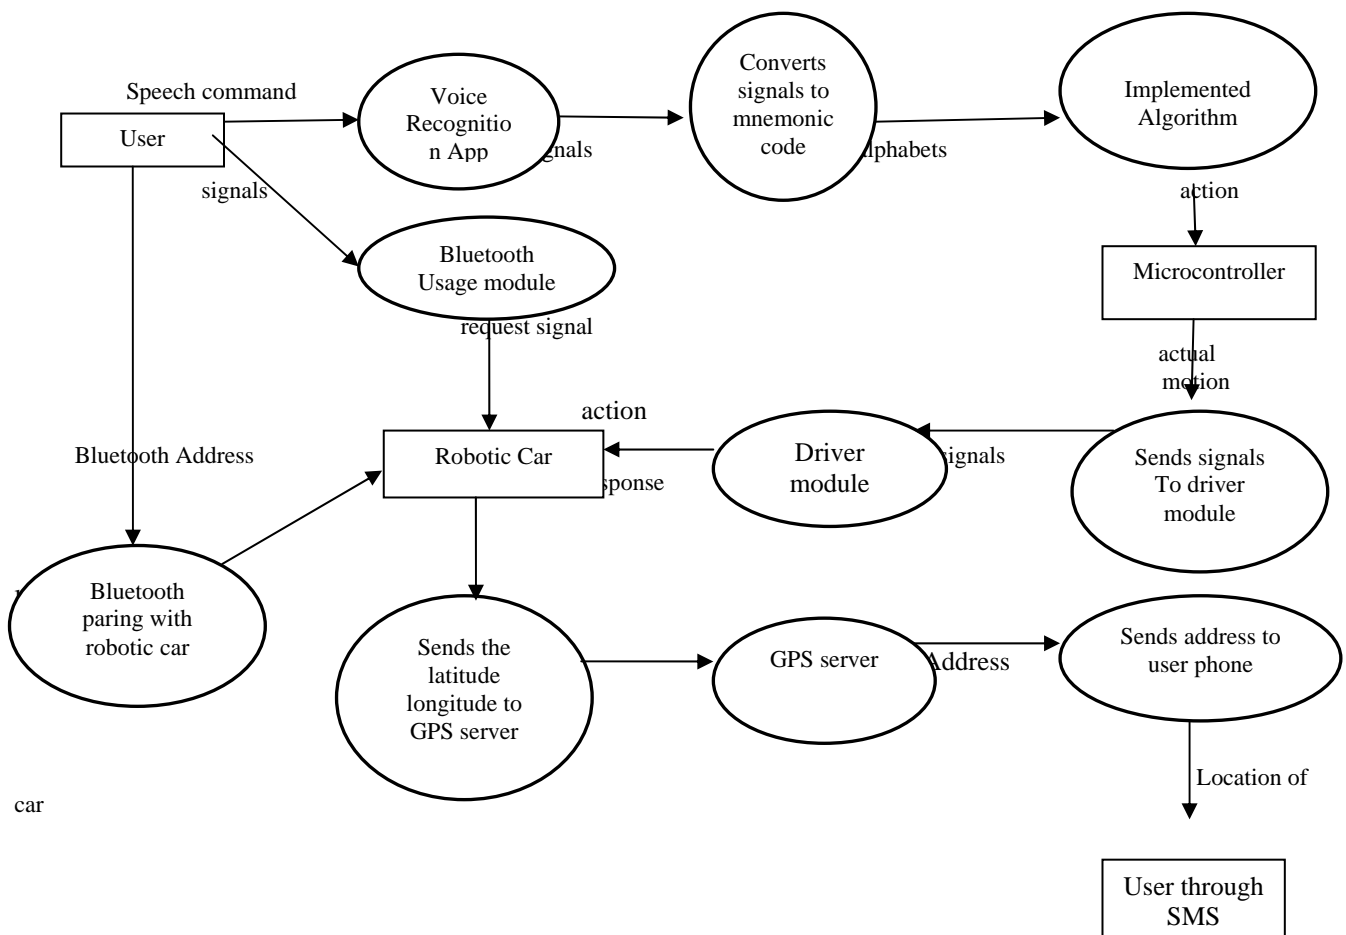 Speech command
User
Voice
Recognitio
n App
Converts
signals to
mnemonic
code
Implemented
Algorithm
signals
action
Bluetooth
Usage module
request signal
Microcontroller
actual
motion
action
Bluetooth Address
Robotic Car
Driver
module
signals
Sends signals
To driver
module
Bluetooth
paring with
robotic car
Sends the
latitude
longitude to
GPS server
GPS server
Address
Sends address to
user phone
Location of
car
User through
SMS